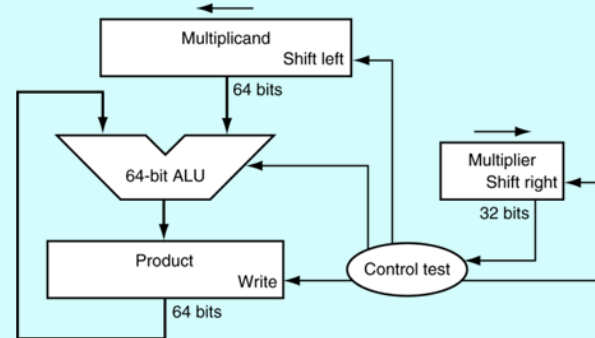 Multiplicand
Shift left
64 bits
64-bit ALU
Multiplier
Shift right
32 bits
Product
Write
Control test
64 bits